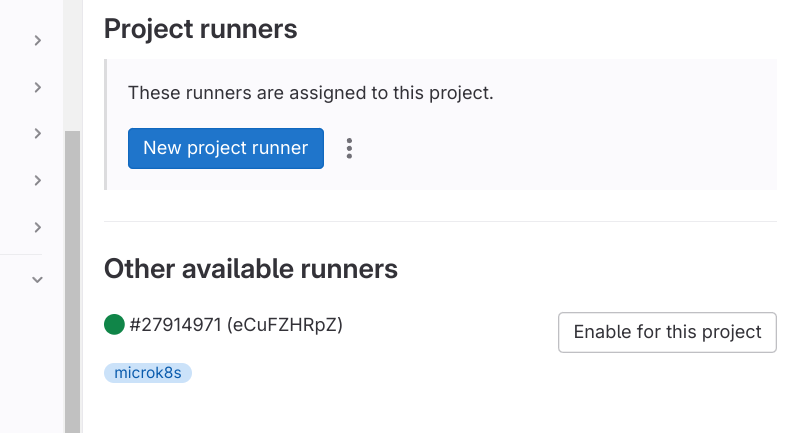 Project runners
These runners are assigned to this project.
New project runner
Other available runners
#27914971 (eCuFZHRpZ)
Enable for this project
microk8s